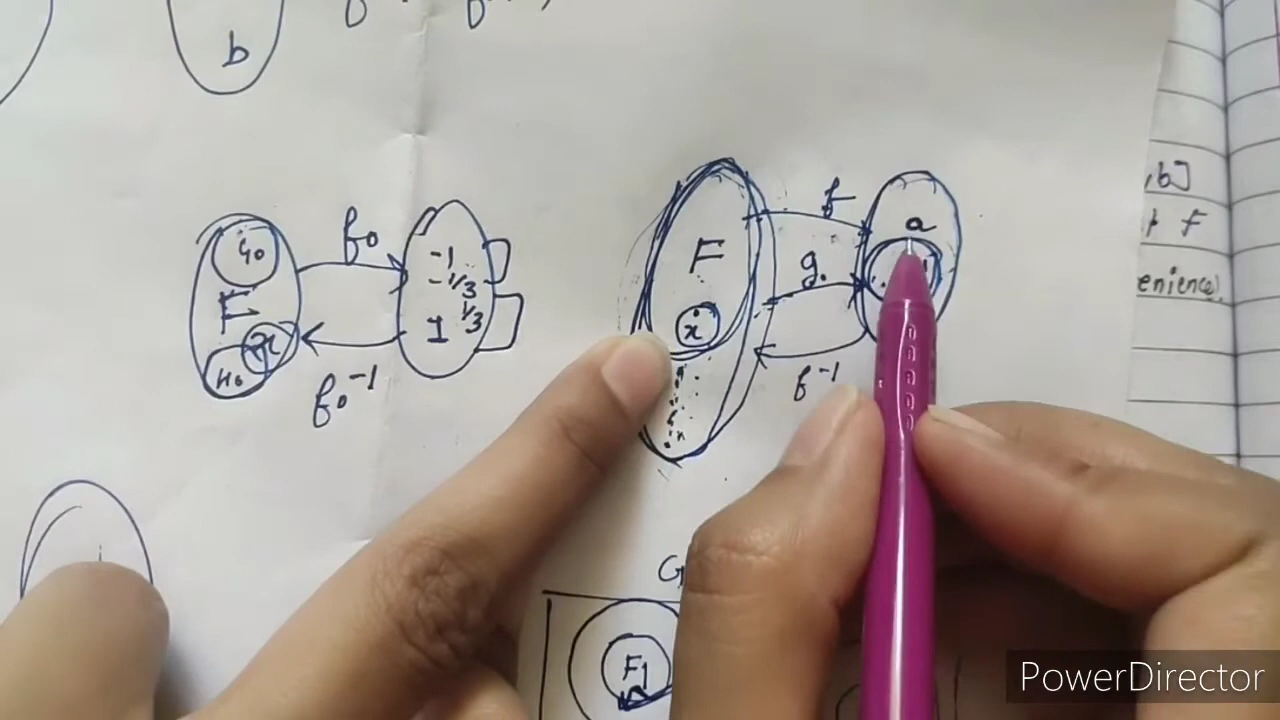 b
f₀
G₀
F
x
H₀
-1
-1/3
1/3
1
f₀⁻¹
f
F
g.
x
a
f⁻¹
,b]
F
enience)
G
F₁
PowerDirector